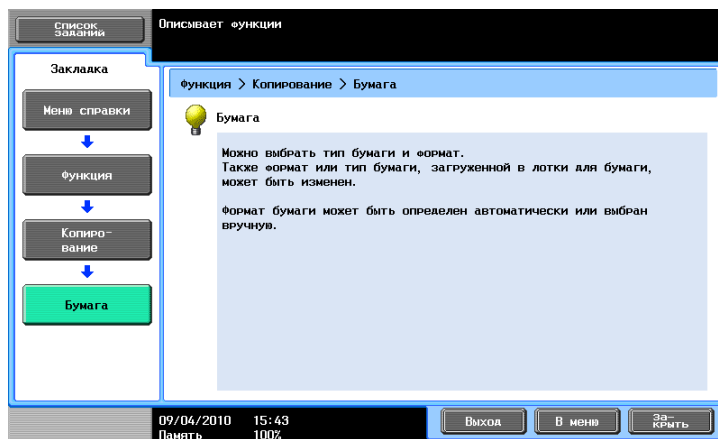 Список
заданий
Описывает функции
Закладка
Меню справки
Функция
Копиро-
вание
Бумага
Функция > Копирование > Бумага
Бумага
Можно выбрать тип бумаги и формат.
Также формат или тип бумаги, загруженной в лотки для бумаги,
может быть изменен.
Формат бумаги может быть определен автоматически или выбран
вручную.
09/04/2010 15:43
Память 100%
Выход
В меню
За-
крыть